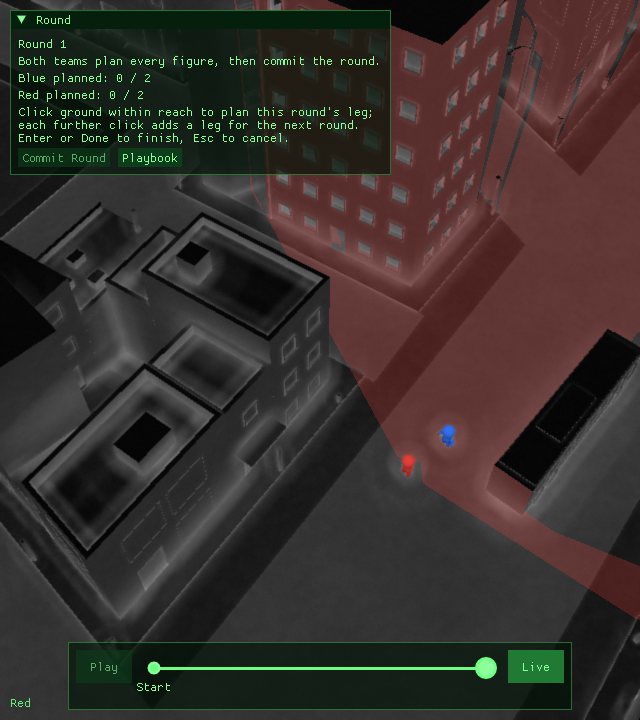 Round
Round 1
Both teams plan every figure, then commit the round.
Blue planned: 0 / 2
Red planned: 0 / 2
Click ground within reach to plan this round's leg;
each further click adds a leg for the next round.
Enter or Done to finish, Esc to cancel.
Commit Round Playbook
Play Live
Start
Red